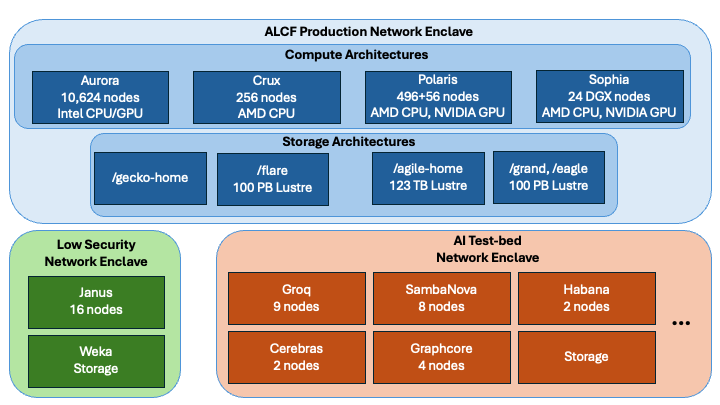 ALCF Production Network Enclave
Compute Architectures
Aurora
10,624 nodes
Intel CPU/GPU
Crux
256 nodes
AMD CPU
Polaris
496+56 nodes
AMD CPU, NVIDIA GPU
Sophia
24 DGX nodes
AMD CPU, NVIDIA GPU
Storage Architectures
/gecko-home
/flare
100 PB Lustre
/agile-home
123 TB Lustre
/grand, /eagle
100 PB Lustre
Low Security
Network Enclave
Janus
16 nodes
Weka
Storage
AI Test-bed
Network Enclave
Groq
9 nodes
SambaNova
8 nodes
Habana
2 nodes
Cerebras
2 nodes
Graphcore
4 nodes
Storage
...